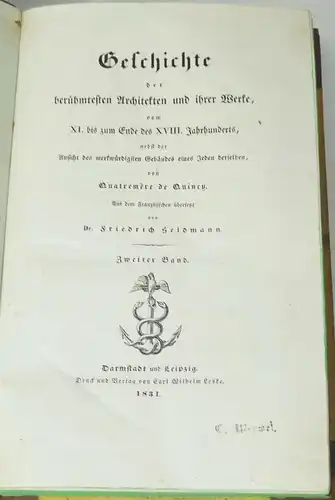 Geschichte
der
berühmtesten Architekten und ihrer Werke,
vom
XI. bis zum Ende des XVIII. Jahrhunderts,
nebst der
Ansicht des merkwürdigsten Gebäudes eines Jeden derselben,
von
Quatremère de Quincy.
Aus dem Französischen übersetzt
von
Dr. Friedrich Heldmann.
Zweiter Band.
Darmstadt und Leipzig.
Druck und Verlag von Carl Wilhelm Leske.
1831.
C.